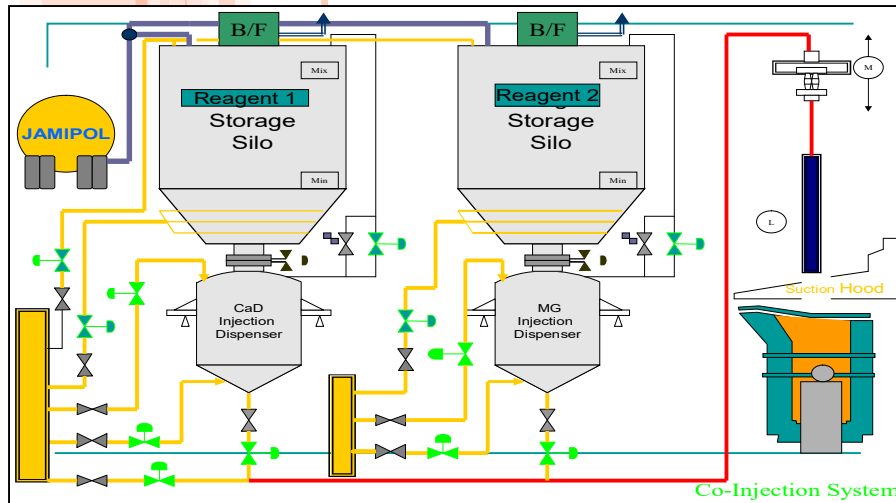 B/F
B/F
M
Mix
Mix
Reagent 1
Reagent 2
Storage
Silo
Storage
Silo
JAMIPOL
Min
Min
L
Suction Hood
CaD
Injection
Dispenser
MG
Injection
Dispenser
Co-Injection System